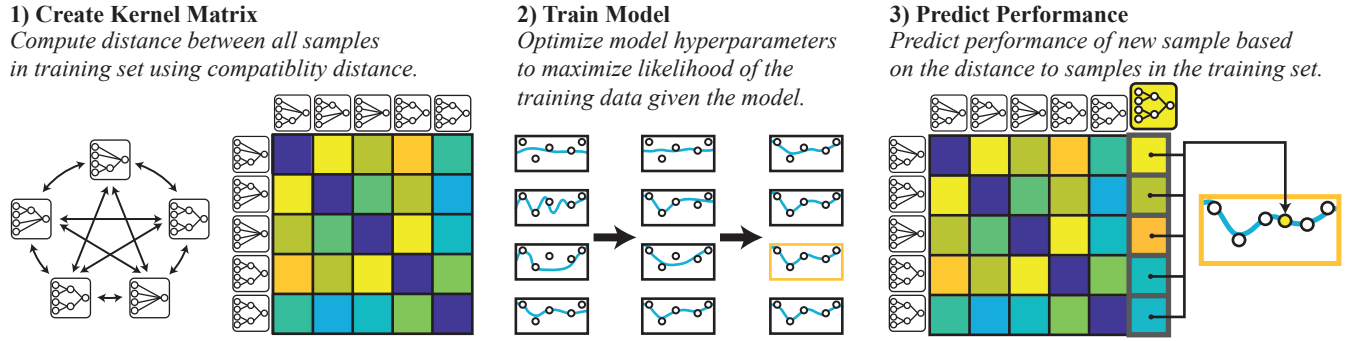 1) Create Kernel Matrix
Compute distance between all samples
in training set using compatiblity distance.
2) Train Model
Optimize model hyperparameters
to maximize likelihood of the
training data given the model.
3) Predict Performance
Predict performance of new sample based
on the distance to samples in the training set.